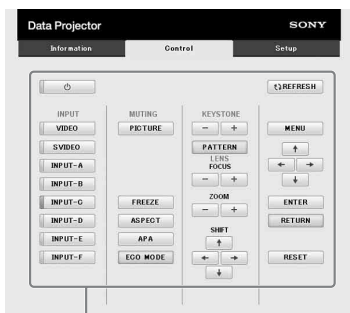 Data Projector
SONY
Information
Control
Setup
REFRESH
INPUT
MUTING
KEYSTONE
VIDEO
PICTURE
- +
MENU
SVIDEO
PATTERN
INPUT-A
LENS
FOCUS
- +
INPUT-B
ZOOM
INPUT-C
FREEZE
- +
ENTER
INPUT-D
ASPECT
SHIFT
RETURN
INPUT-E
APA
INPUT-F
ECO MODE
RESET